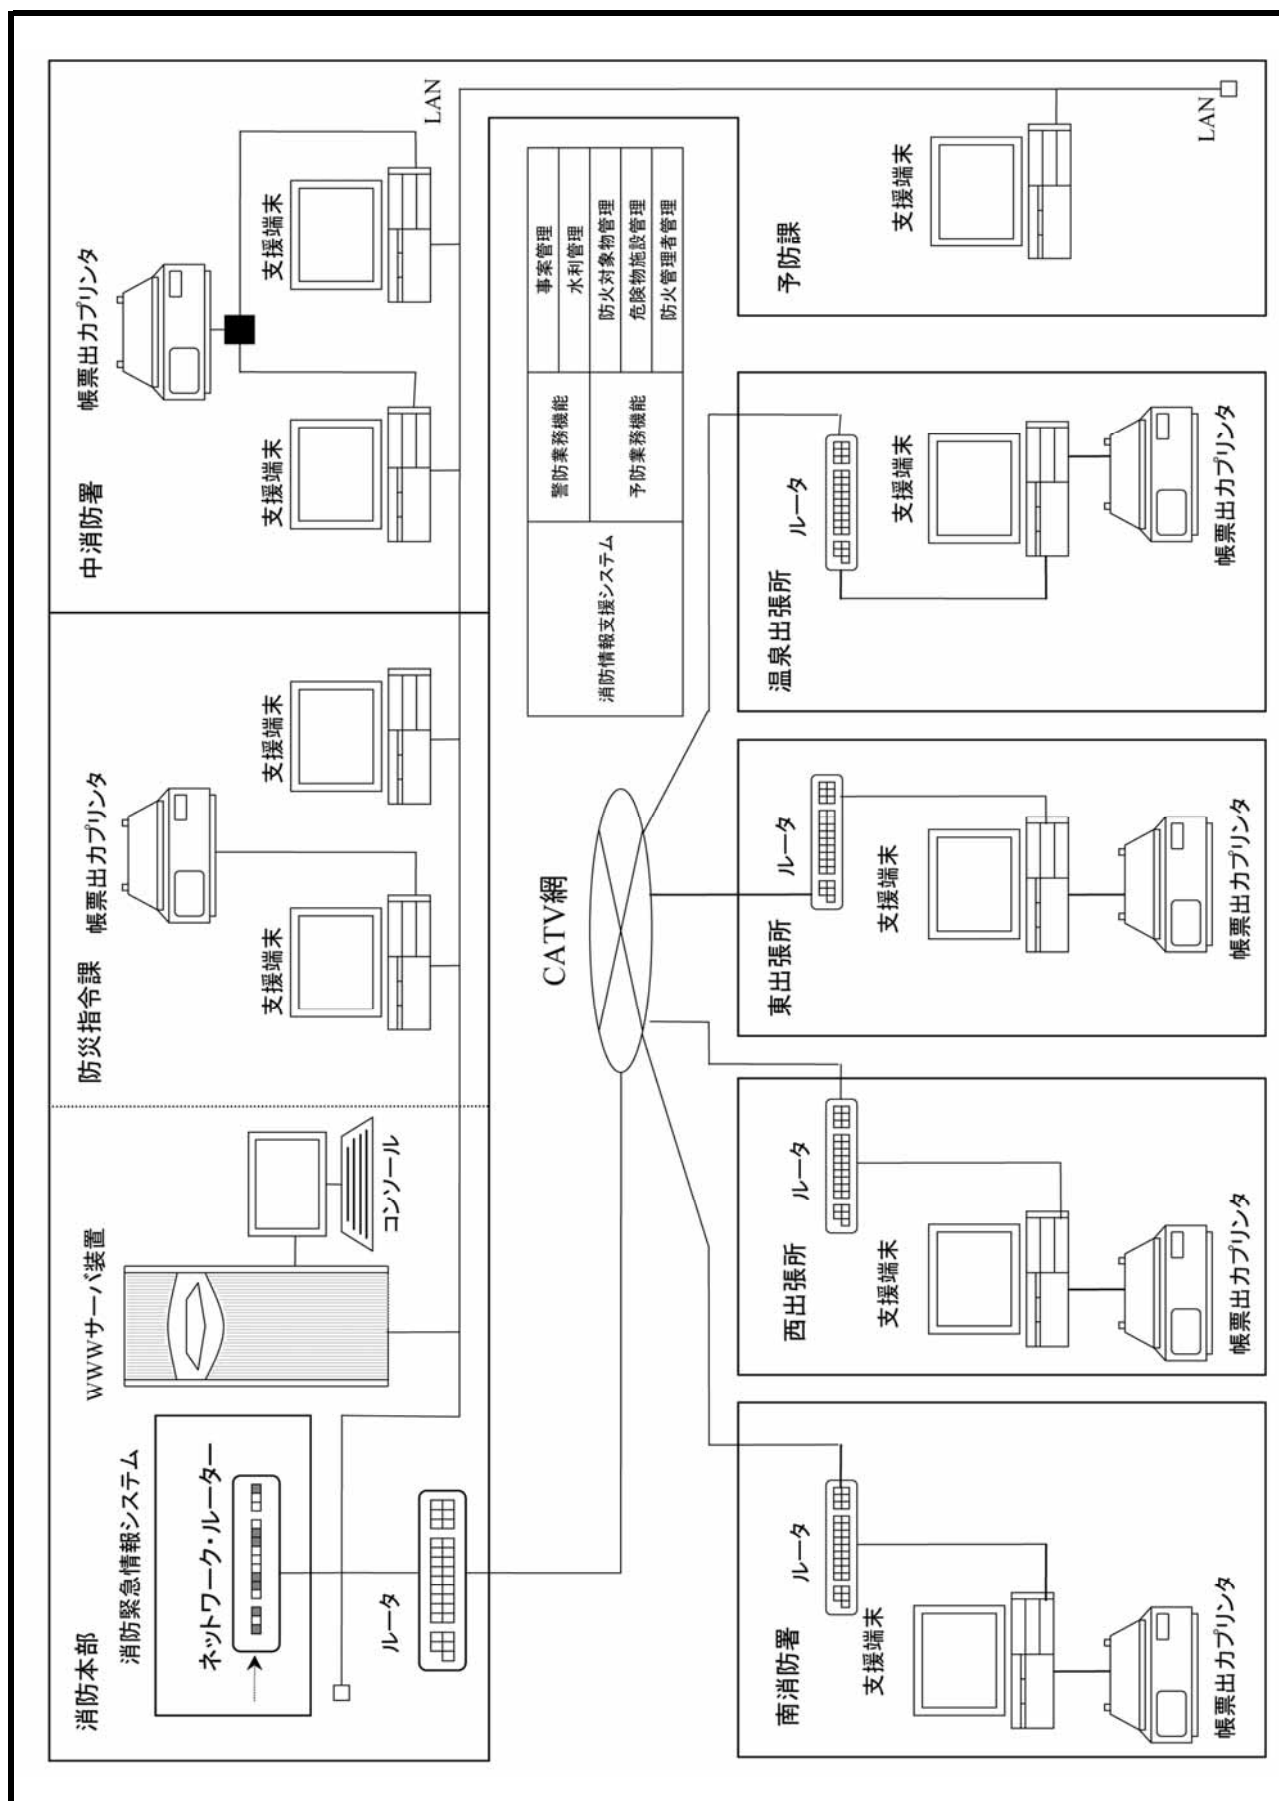 消防本部
消防緊急情報システム
ネットワーク・ルーター
ルータ
WWWサーバ装置
コンソール
防災指令課
帳票出力プリンタ
支援端末
支援端末
中消防署
帳票出力プリンタ
支援端末
支援端末
LAN
CATV網
消防情報支援システム
警防業務機能
事案管理
水利管理
予防業務機能
防火対象物管理
危険物施設管理
防火管理者管理
南消防署
ルータ
支援端末
帳票出力プリンタ
西出張所
ルータ
支援端末
帳票出力プリンタ
東出張所
ルータ
支援端末
帳票出力プリンタ
温泉出張所
ルータ
支援端末
帳票出力プリンタ
予防課
支援端末
LAN